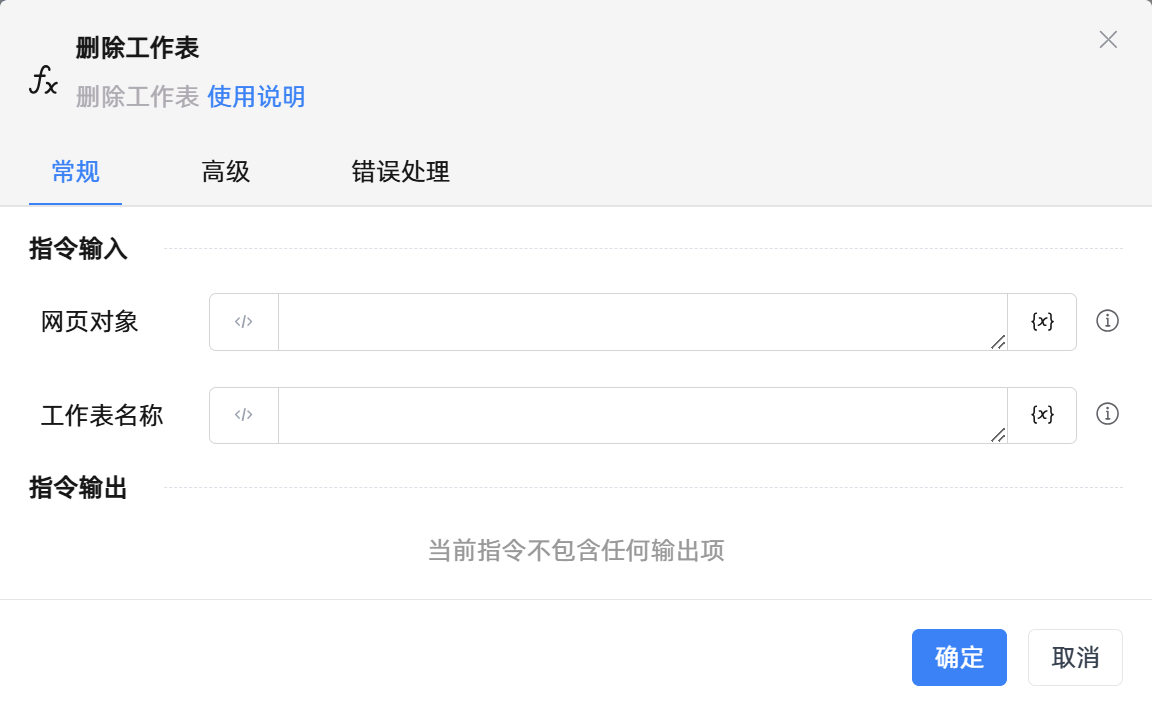 删除工作表
删除工作表 使用说明
常规 高级 错误处理
指令输入
网页对象 </> {x}
工作表名称 </> {x}
指令输出
当前指令不包含任何输出项
确定 取消